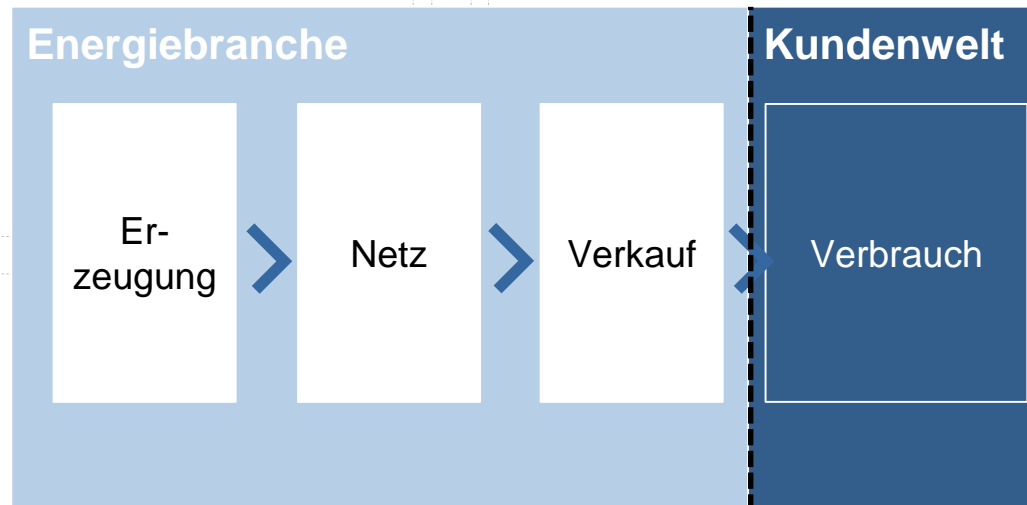 Energiebranche
Kundenwelt
Er-
zeugung
Netz
Verkauf
Verbrauch